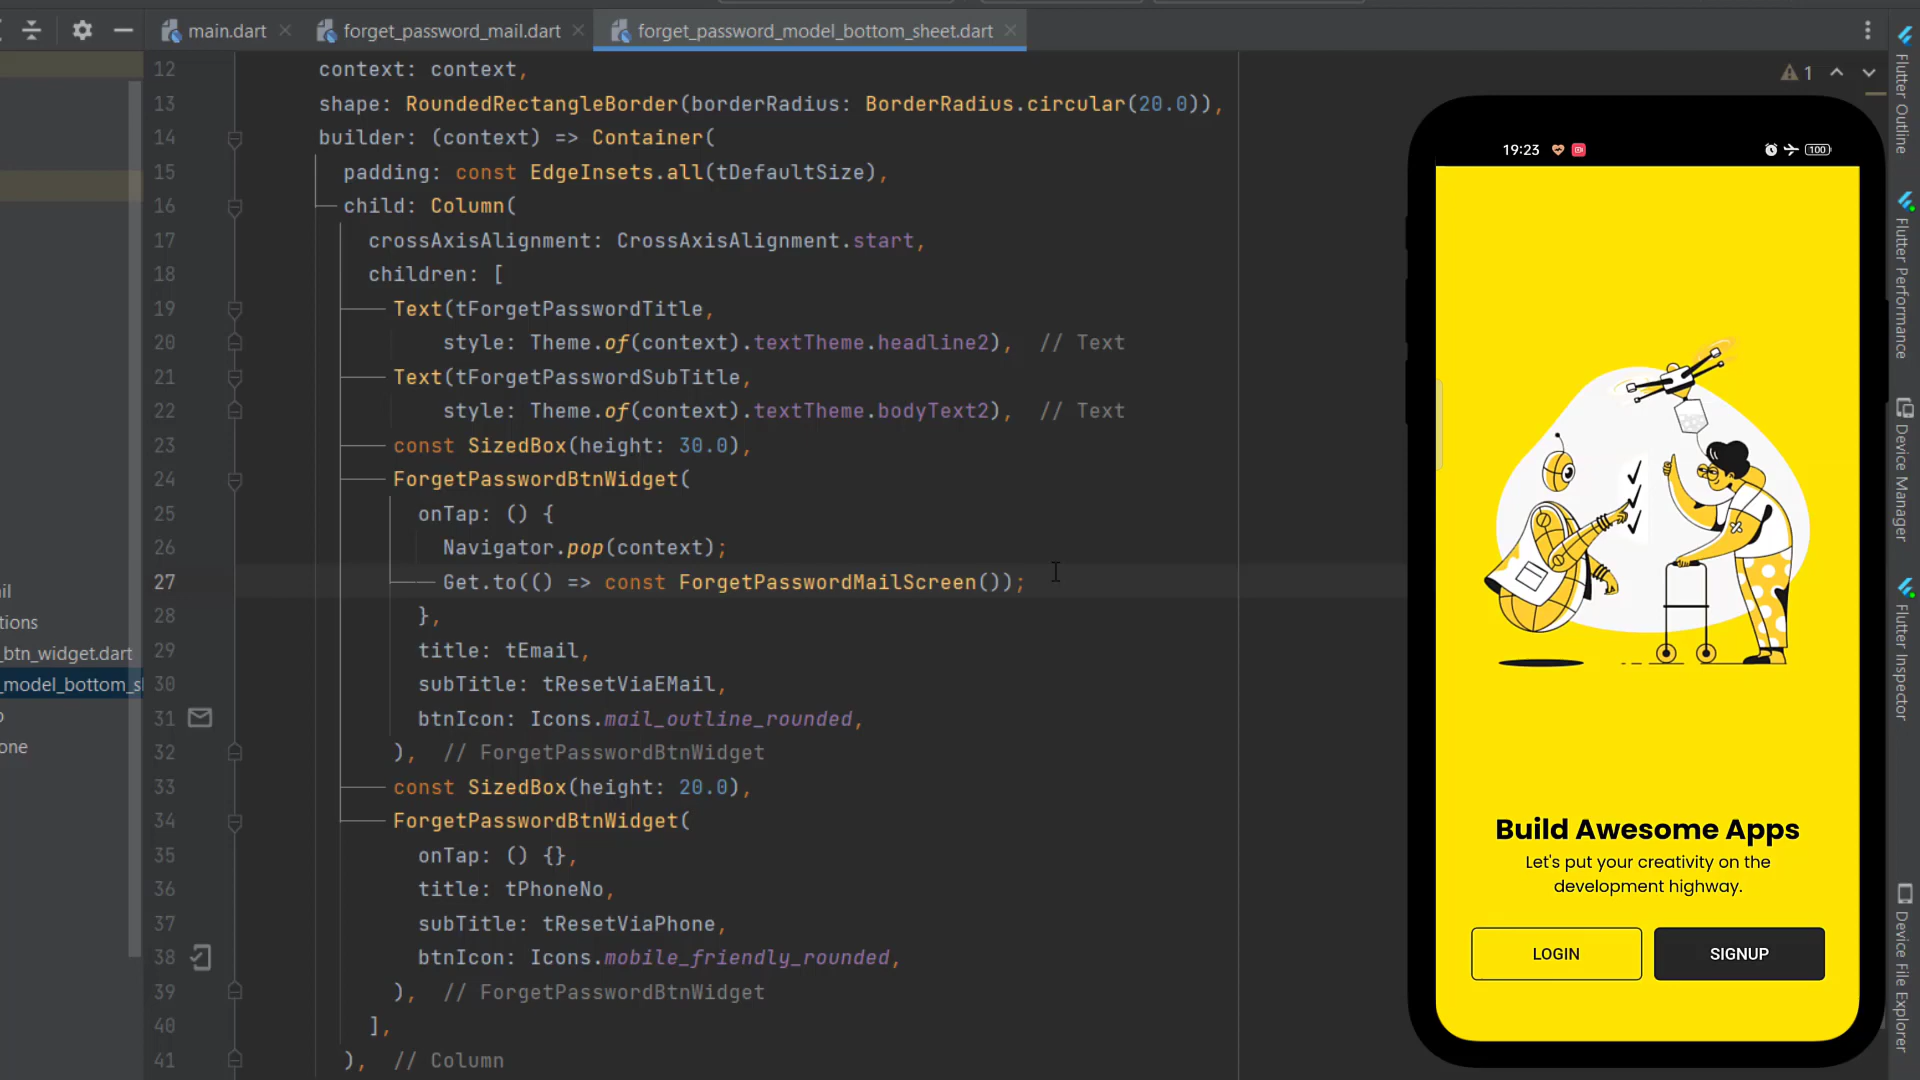 main.dart
forget_password_mail.dart
forget_password_model_bottom_sheet.dart
12 context: context,
13 shape: RoundedRectangleBorder(borderRadius: BorderRadius.circular(20.0)),
14 builder: (context) => Container(
15 padding: const EdgeInsets.all(tDefaultSize),
16 child: Column(
17 crossAxisAlignment: CrossAxisAlignment.start,
18 children: [
19 Text(tForgetPasswordTitle,
20 style: Theme.of(context).textTheme.headline2), // Text
21 Text(tForgetPasswordSubTitle,
22 style: Theme.of(context).textTheme.bodyText2), // Text
23 const SizedBox(height: 30.0),
24 ForgetPasswordBtnWidget(
25 onTap: () {
26 Navigator.pop(context);
27 Get.to(() => const ForgetPasswordMailScreen());
28 },
29 title: tEmail,
30 subTitle: tResetViaEMail,
31 btnIcon: Icons.mail_outline_rounded,
32 ), // ForgetPasswordBtnWidget
33 const SizedBox(height: 20.0),
34 ForgetPasswordBtnWidget(
35 onTap: () {},
36 title: tPhoneNo,
37 subTitle: tResetViaPhone,
38 btnIcon: Icons.mobile_friendly_rounded,
39 ), // ForgetPasswordBtnWidget
40 ],
41 ), // Column
il
tions
_btn_widget.dart
_model_bottom_sl
one
1
19:23
100
Build Awesome Apps
Let's put your creativity on the
development highway.
LOGIN
SIGNUP
Flutter Outline
Flutter Performance
Device Manager
Flutter Inspector
Device File Explorer